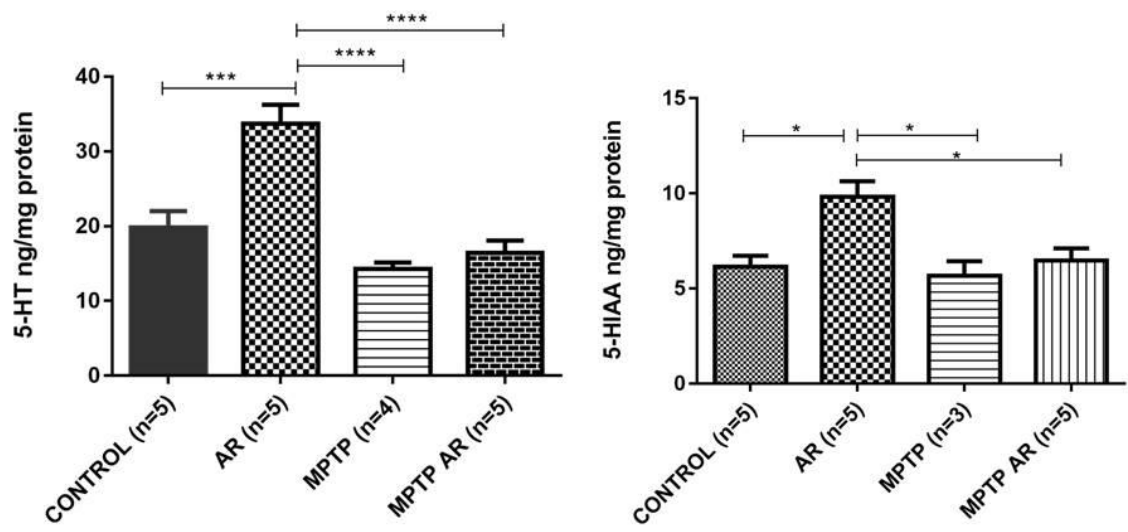 ****
****
***
40
30
20
10
0
5-HT ng/mg protein
CONTROL (n=5)
AR (n=5)
MPTP (n=4)
MPTP AR (n=5)
15
10
5
0
5-HIAA ng/mg protein
*
*
*
CONTROL (n=5)
AR (n=5)
MPTP (n=3)
MPTP AR (n=5)